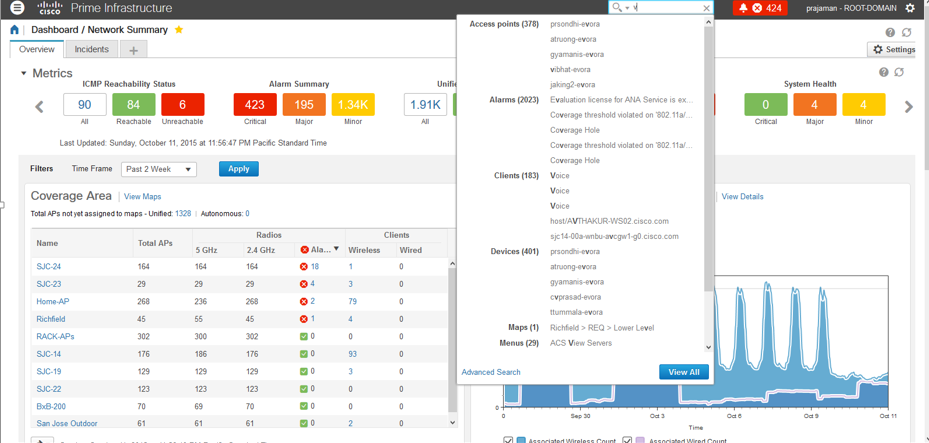 cisco Prime Infrastructure v 424 prajaman - ROOT-DOMAIN
Dashboard / Network Summary
Overview Incidents + Settings
Metrics
ICMP Reachability Status Alarm Summary System Health
90 84 6 423 195 1.34K 1.91K 0 4 4
All Reachable Unreachable Critical Major Minor All Critical Major Minor
Last Updated: Sunday, October 11, 2015 at 11:56:47 PM Pacific Standard Time
Filters Time Frame Past 2 Week Apply
Coverage Area View Maps
Total APs not yet assigned to maps - Unified: 1328 Autonomous: 0
Radios Clients
Name Total APs 5 GHz 2.4 GHz Ala... Wireless Wired
SJC-24 164 164 164 18 1 0
SJC-23 29 29 29 4 3 0
Home-AP 268 236 268 2 79 0
Richfield 45 55 45 1 4 0
RACK-APs 302 300 302 0 0 0
SJC-14 176 186 176 0 93 0
SJC-19 129 129 129 0 3 0
SJC-22 123 123 123 0 0 0
BxB-200 69 70 0 0 0
San Jose Outdoor 61 61 61 0 2 0
Access points (378) prsondhi-evora
atruong-evora
gyamanis-evora
vibhat-evora
jaking2-evora
Alarms (2023) Evaluation license for ANA Service is ex...
Coverage threshold violated on '802.11a/...
Coverage Hole
Coverage threshold violated on '802.11a/...
Coverage Hole
Clients (183) Voice
Voice
Voice
host/AVTHAKUR-WS02.cisco.com
sjc14-00a-wnbu-avcgw1-g0.cisco.com
Devices (401) prsondhi-evora
atruong-evora
gyamanis-evora
cvprasad-evora
ttummala-evora
Maps (1) Richfield > REQ > Lower Level
Menus (29) ACS View Servers
Advanced Search View All
View Details
0
0 Sep 30 Oct 3 Oct 6 Oct 9 Oct 11
Time
Associated Wireless Count Associated Wired Count